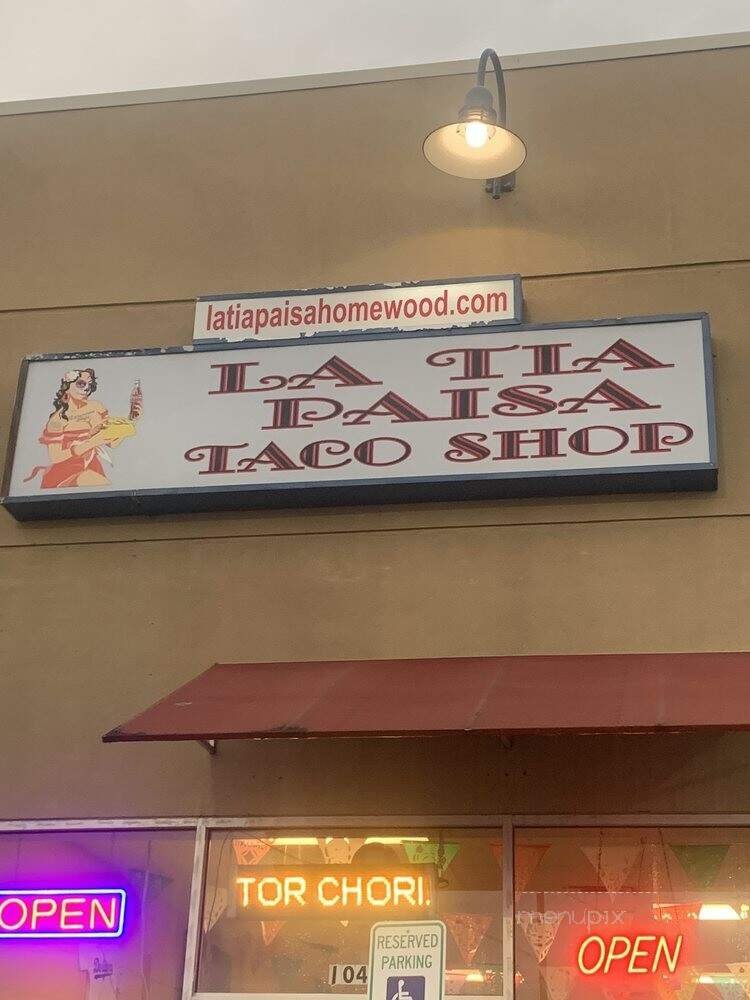 latiapaisahomewood.com
LA TIA
PAISA
TACO SHOP
OPEN
TOR CHORI.
menupix
RESERVED
PARKING
104
OPEN